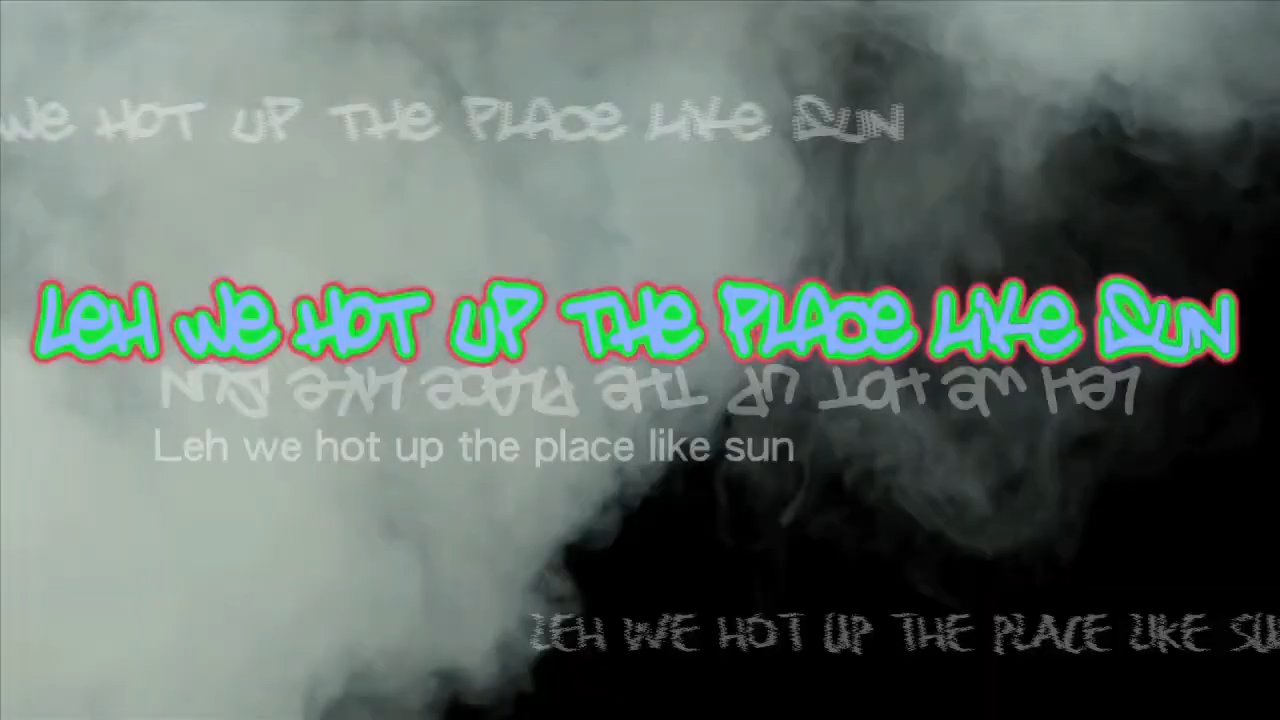 we Hot up the place like sun
Leh we Hot up the place like sun
Leh we Hot up the place like sun
Leh we hot up the place like sun
LEH WE HOT UP THE PLACE LIKE SU